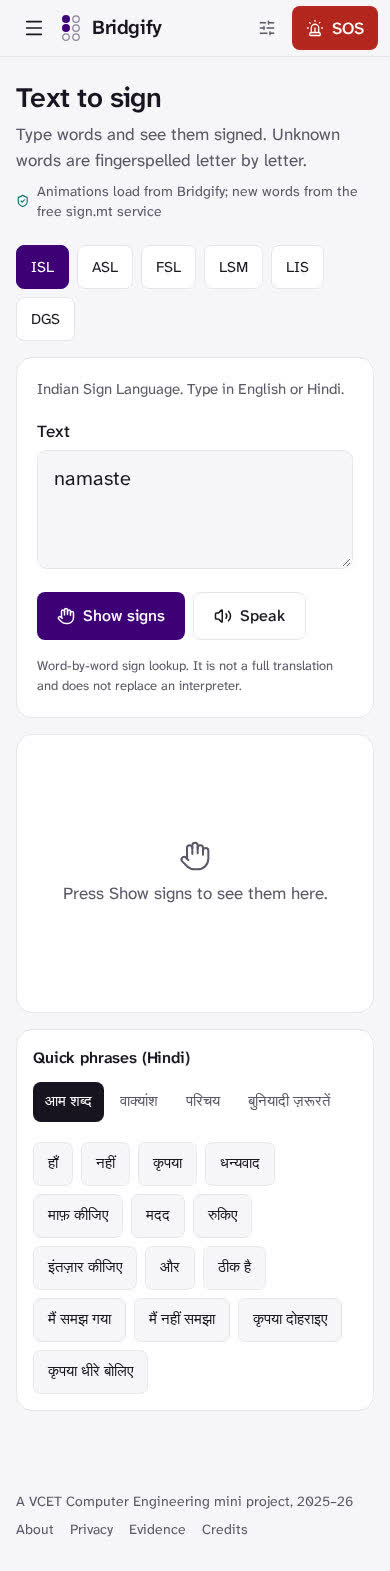 Bridgify
SOS
Text to sign
Type words and see them signed. Unknown
words are fingerspelled letter by letter.
Animations load from Bridgify; new words from the
free sign.mt service
ISL ASL FSL LSM LIS
DGS
Indian Sign Language. Type in English or Hindi.
Text
namaste
Show signs Speak
Word-by-word sign lookup. It is not a full translation
and does not replace an interpreter.
Press Show signs to see them here.
Quick phrases (Hindi)
आम शब्द वाक्यांश परिचय बुनियादी ज़रूरतें
हाँ नहीं कृपया धन्यवाद
माफ़ कीजिए मदद रुकिए
इंतज़ार कीजिए और ठीक है
मैं समझ गया मैं नहीं समझा कृपया दोहराइए
कृपया धीरे बोलिए
A VCET Computer Engineering mini project, 2025–26
About Privacy Evidence Credits